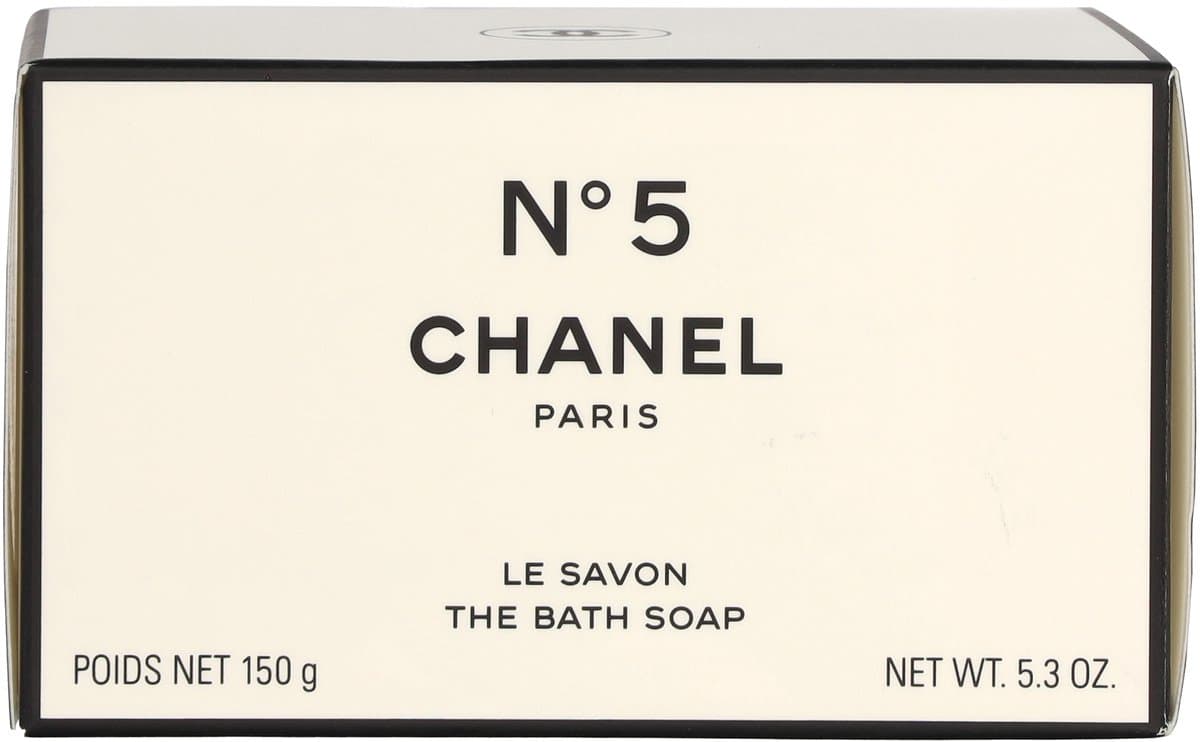 N° 5
CHANEL
PARIS
LE SAVON
THE BATH SOAP
POIDS NET 150 g
NET WT. 5.3 OZ.